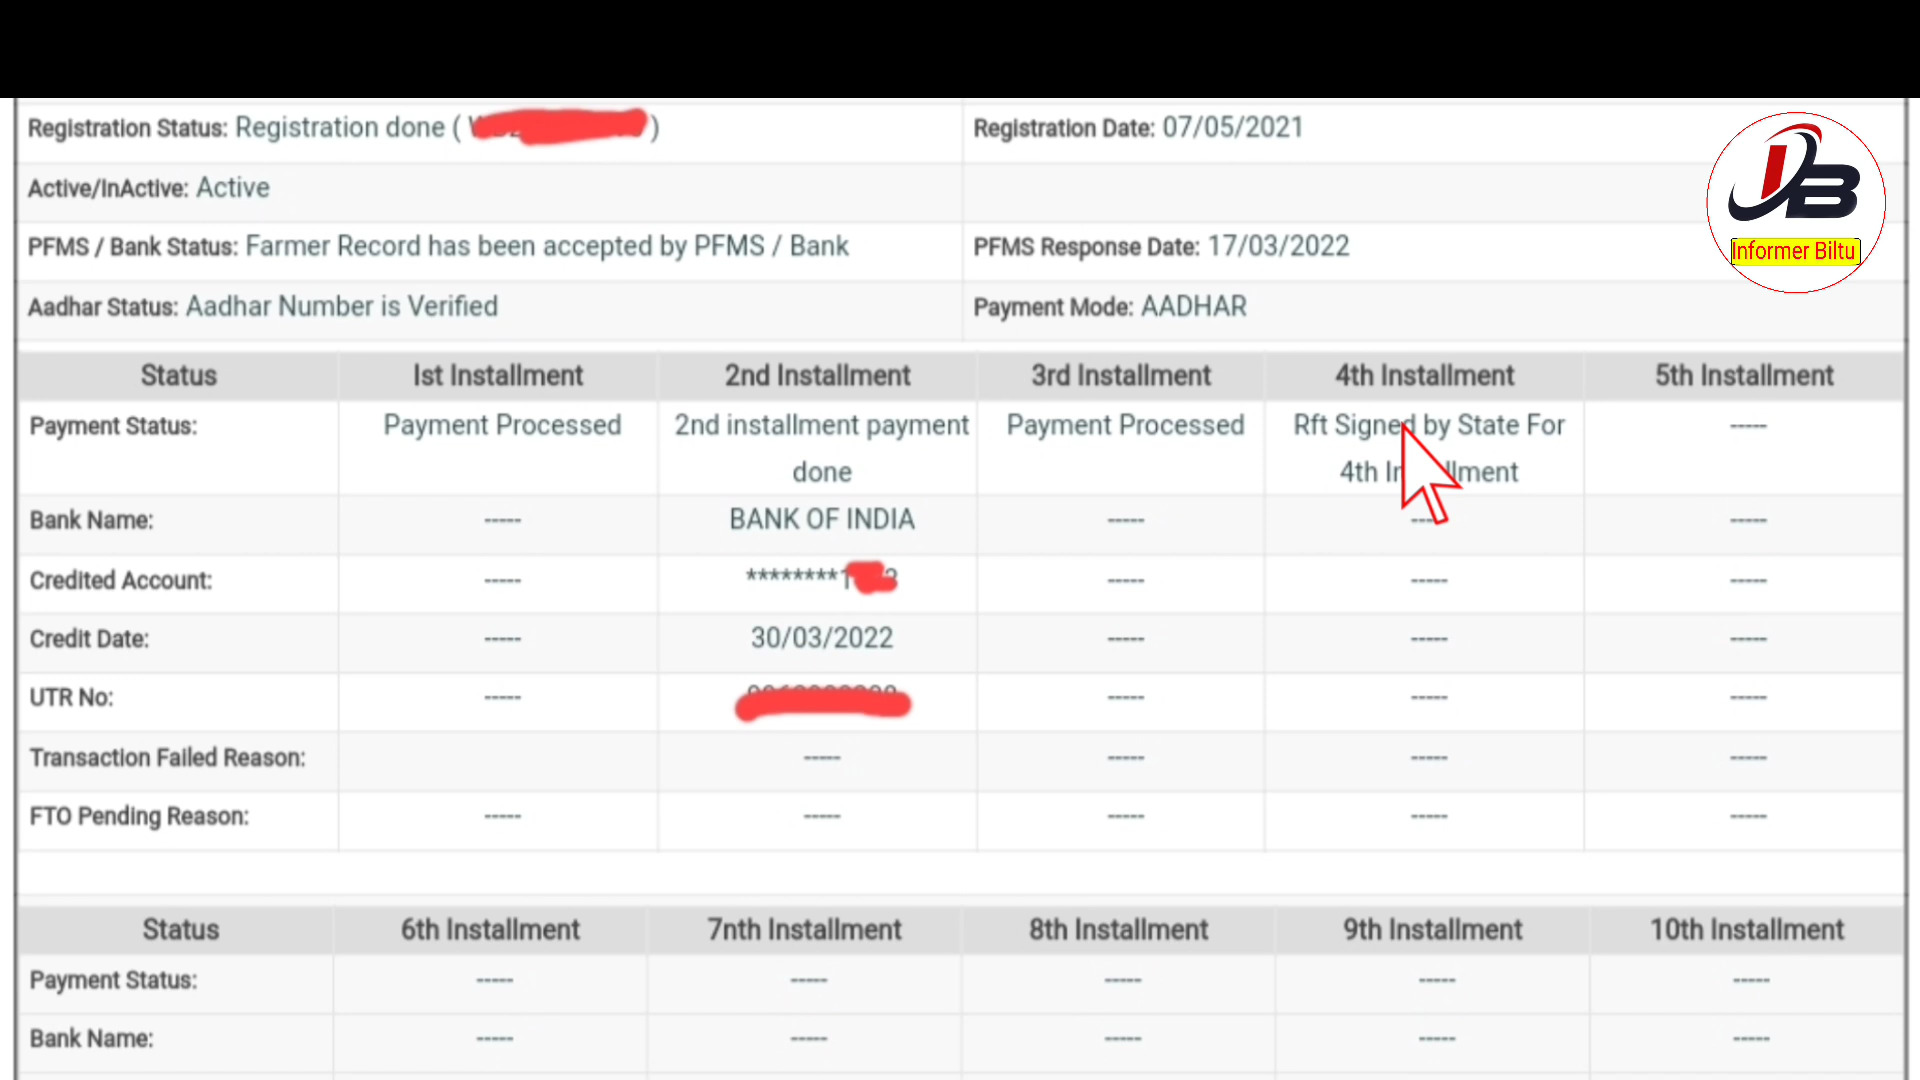 Registration Status: Registration done ( )
Registration Date: 07/05/2021
Active/InActive: Active
PFMS / Bank Status: Farmer Record has been accepted by PFMS / Bank
PFMS Response Date: 17/03/2022
Informer Biltu
Aadhar Status: Aadhar Number is Verified
Payment Mode: AADHAR
Status Ist Installment 2nd Installment 3rd Installment 4th Installment 5th Installment
Payment Status: Payment Processed 2nd installment payment done Payment Processed Rft Signed by State For 4th -----
Bank Name: ----- BANK OF INDIA ----- ----- -----
Credited Account: ----- ******** ----- ----- -----
Credit Date: ----- 30/03/2022 ----- ----- -----
UTR No: ----- ----- ----- -----
Transaction Failed Reason: ----- ----- ----- -----
FTO Pending Reason: ----- ----- ----- ----- -----
Status 6th Installment 7nth Installment 8th Installment 9th Installment 10th Installment
Payment Status: ----- ----- ----- ----- -----
Bank Name: ----- ----- ----- ----- -----